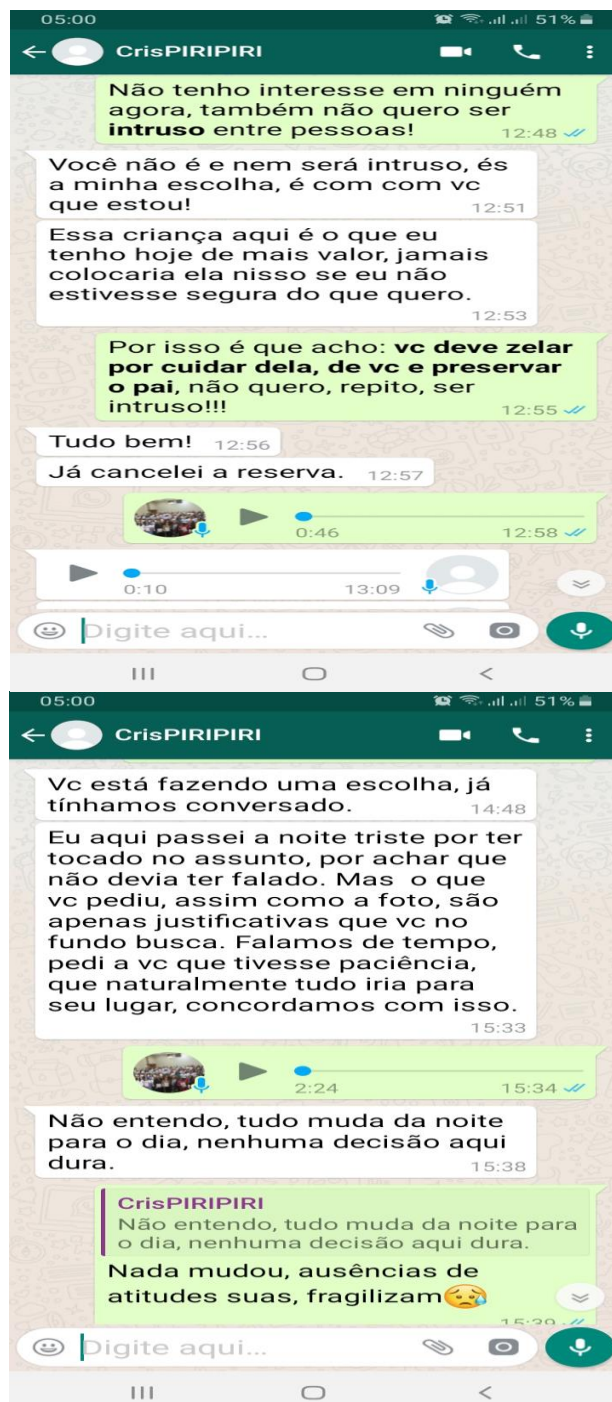 05:00
51%
CrisPIRIPIRI
Não tenho interesse em ninguém
agora, também não quero ser
intruso entre pessoas!
12:48
Você não é e nem será intruso, és
a minha escolha, é com com vc
que estou!
12:51
Essa criança aqui é o que eu
tenho hoje de mais valor, jamais
colocaria ela nisso se eu não
estivesse segura do que quero.
12:53
Por isso é que acho: vc deve zelar
por cuidar dela, de vc e preservar
o pai, não quero, repito, ser
intruso!!!
12:55
Tudo bem! 12:56
Já cancelei a reserva. 12:57
0:46 12:58
0:10 13:09
Digite aqui...
05:00
51%
CrisPIRIPIRI
Vc está fazendo uma escolha, já
tínhamos conversado.
14:48
Eu aqui passei a noite triste por ter
tocado no assunto, por achar que
não devia ter falado. Mas o que
vc pediu, assim como a foto, são
apenas justificativas que vc no
fundo busca. Falamos de tempo,
pedi a vc que tivesse paciência,
que naturalmente tudo iria para
seu lugar, concordamos com isso.
15:33
2:24 15:34
Não entendo, tudo muda da noite
para o dia, nenhuma decisão aqui
dura.
15:38
CrisPIRIPIRI
Não entendo, tudo muda da noite para
o dia, nenhuma decisão aqui dura.
Nada mudou, ausências de
atitudes suas, fragilizam😥
15:39
Digite aqui...